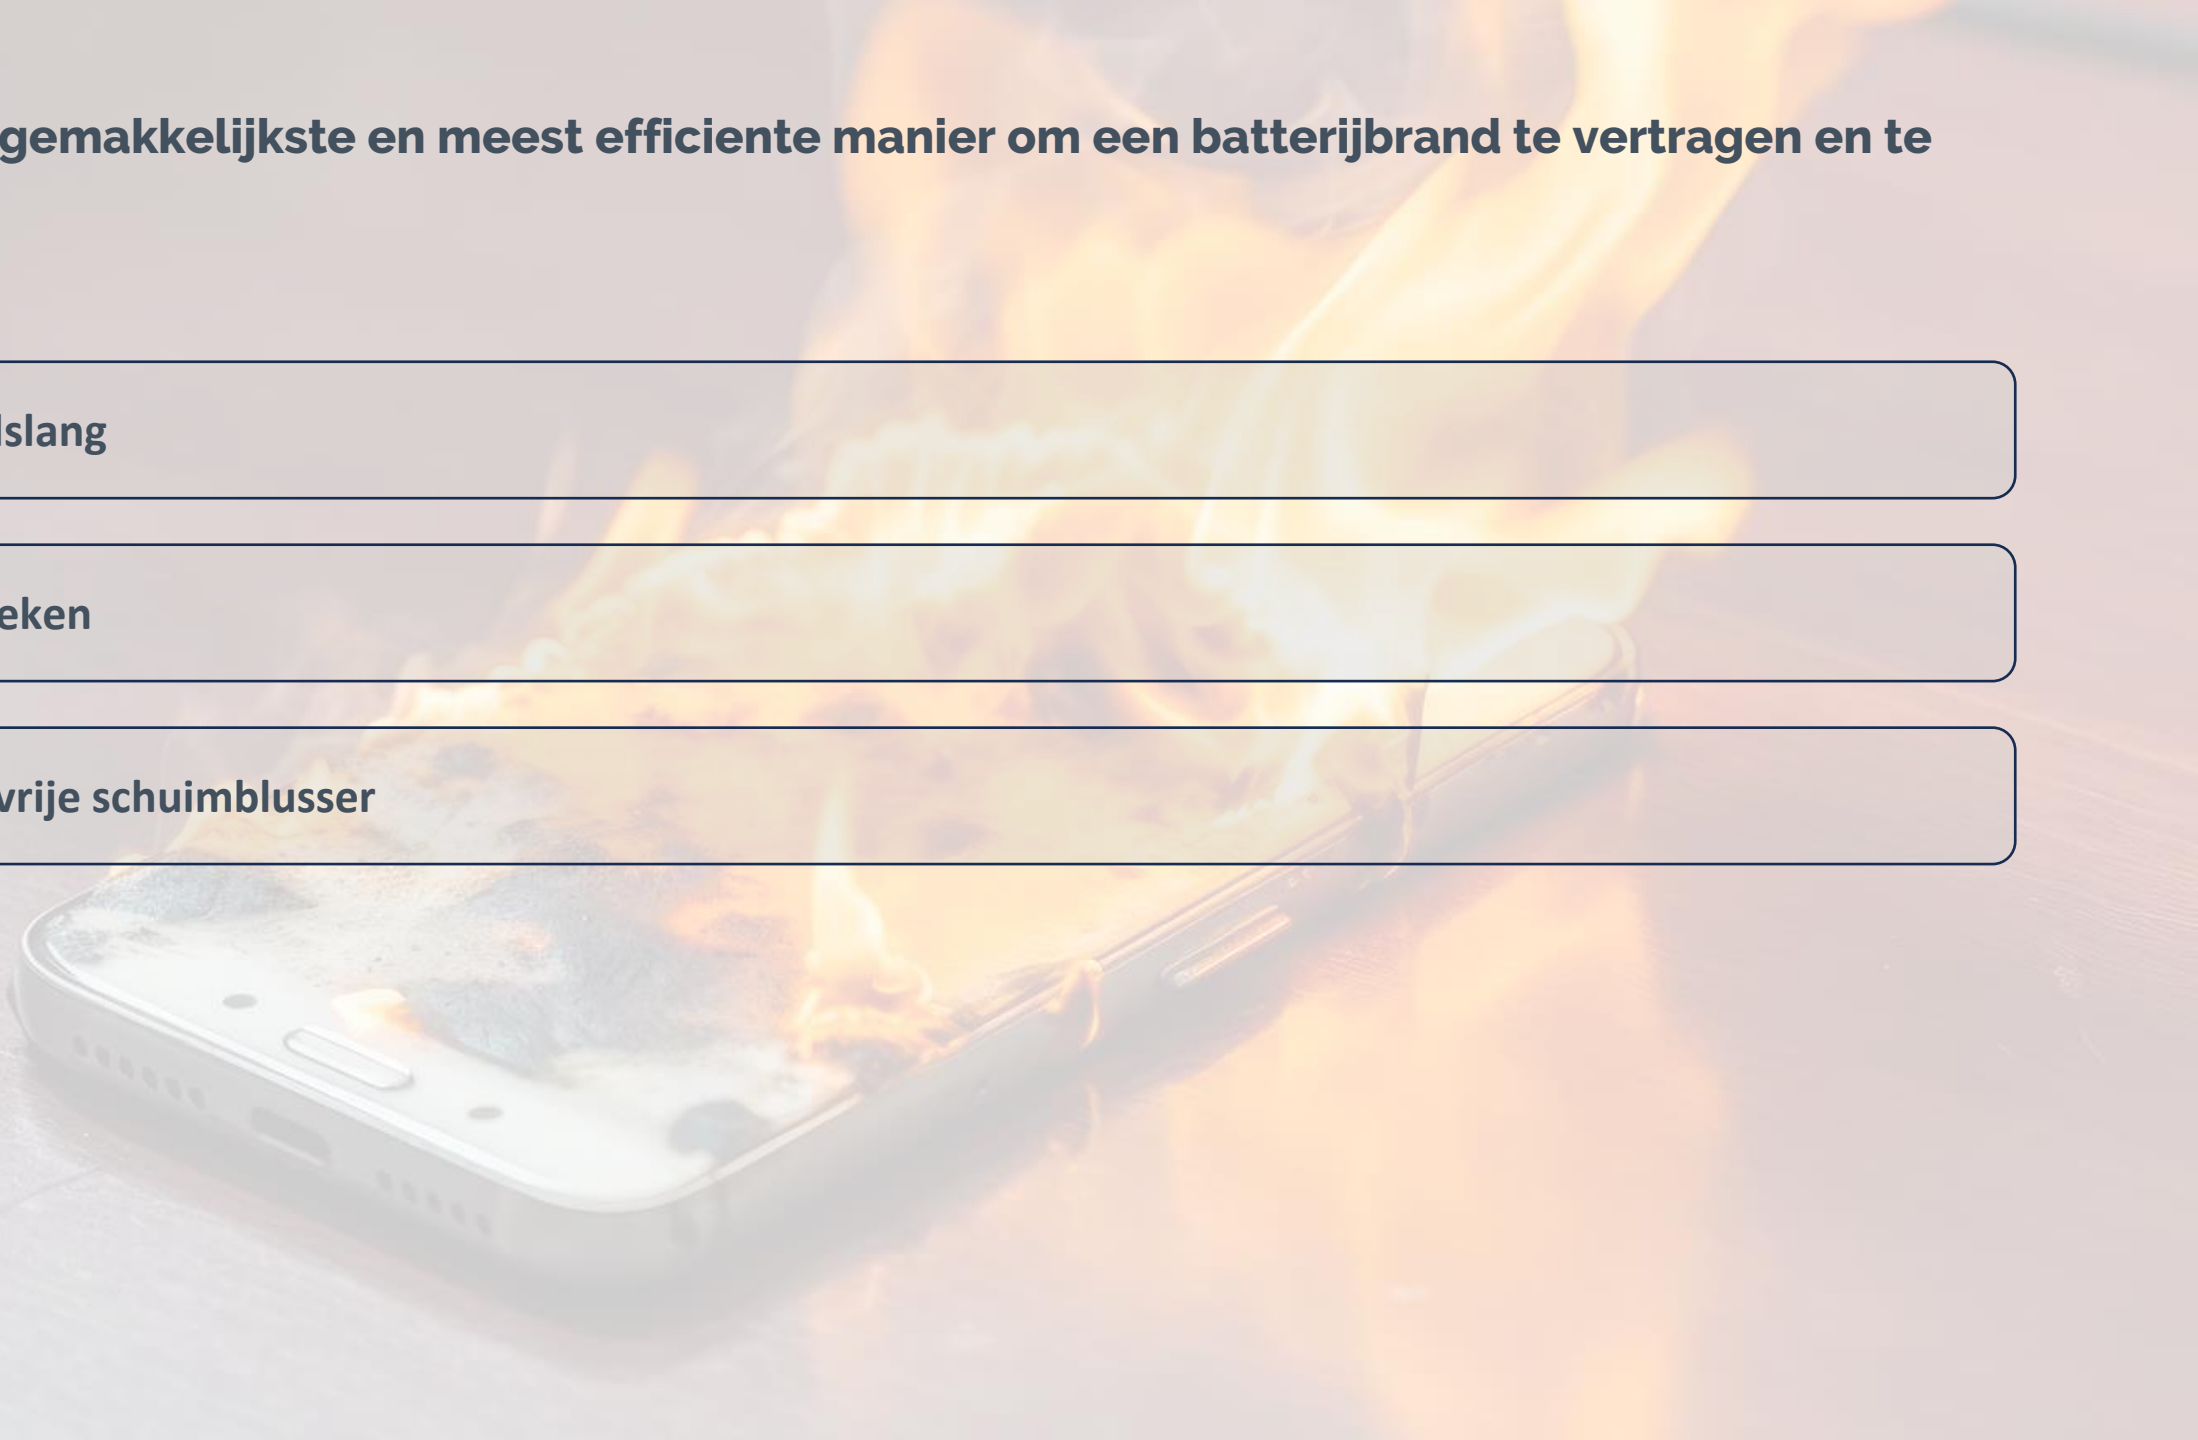 gemakkelijkste en meest efficiente manier om een batterijbrand te vertragen en te
lslang
eken
vrije schuimblusser